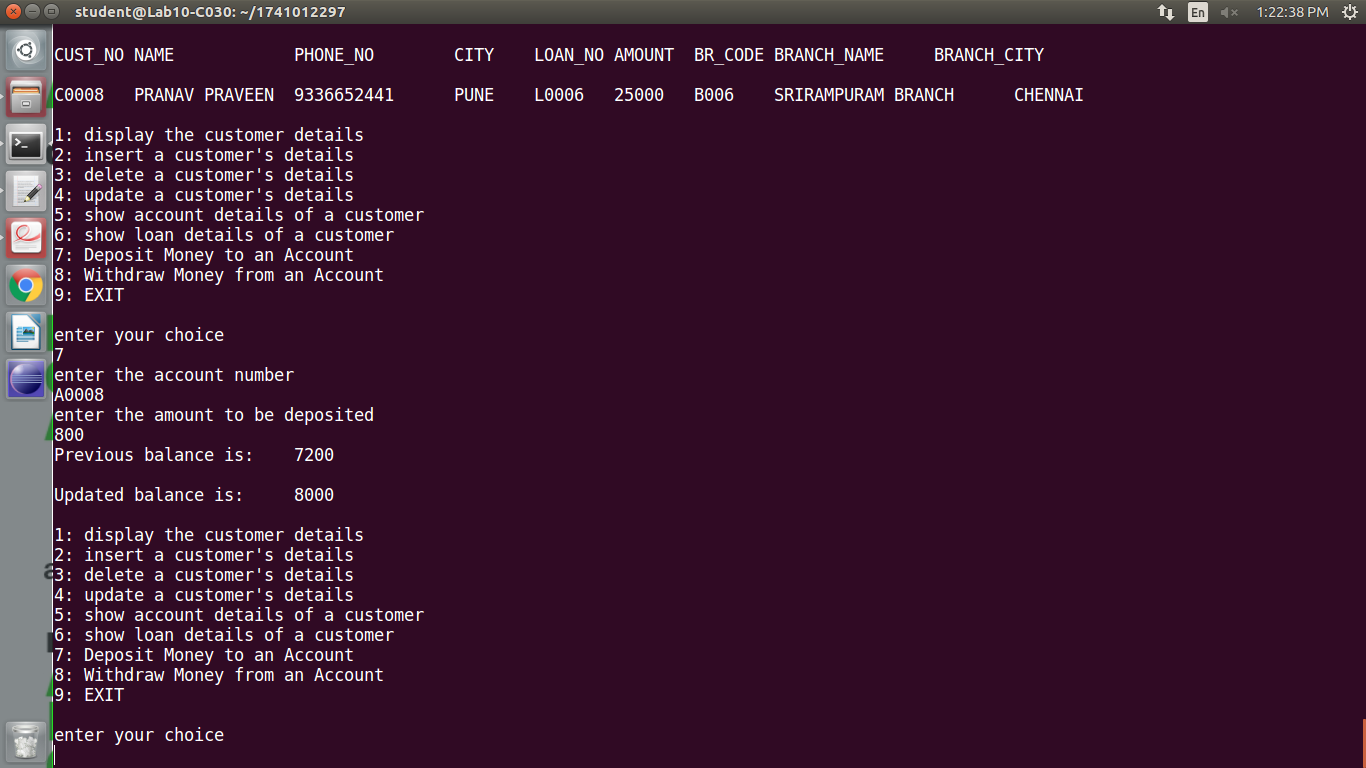 student@Lab10-C030: ~/1741012297 En 1:22:38 PM
CUST_NO NAME PHONE_NO CITY LOAN_NO AMOUNT BR_CODE BRANCH_NAME BRANCH_CITY
C0008 PRANAV PRAVEEN 9336652441 PUNE L0006 25000 B006 SRIRAMPURAM BRANCH CHENNAI
1: display the customer details
2: insert a customer's details
3: delete a customer's details
4: update a customer's details
5: show account details of a customer
6: show loan details of a customer
7: Deposit Money to an Account
8: Withdraw Money from an Account
9: EXIT
enter your choice
7
enter the account number
A0008
enter the amount to be deposited
800
Previous balance is: 7200
Updated balance is: 8000
1: display the customer details
2: insert a customer's details
3: delete a customer's details
4: update a customer's details
5: show account details of a customer
6: show loan details of a customer
7: Deposit Money to an Account
8: Withdraw Money from an Account
9: EXIT
enter your choice